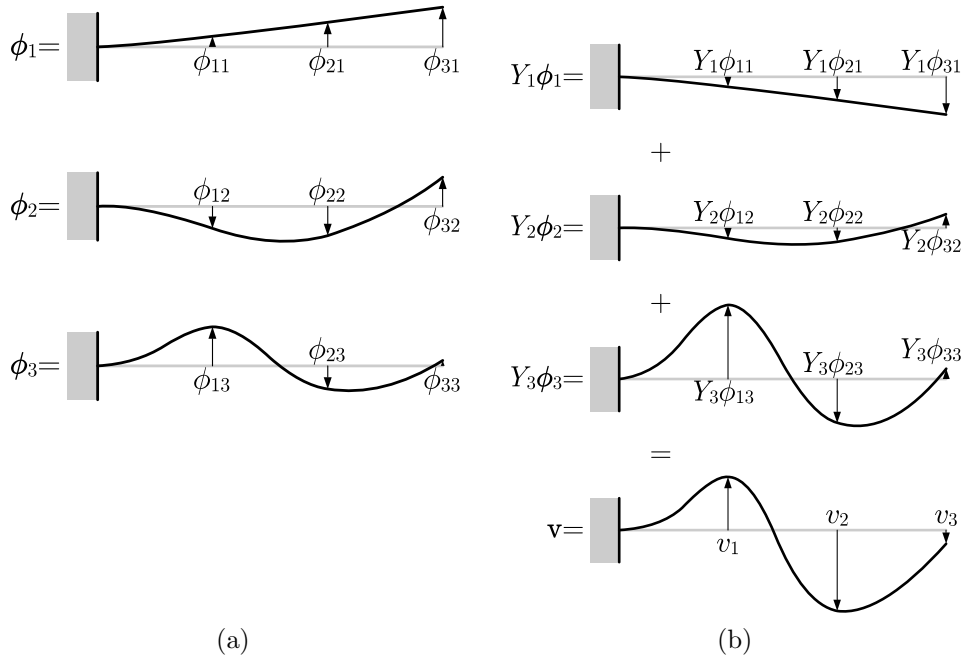 ϕ₁=
ϕ₁₁ ϕ₂₁ ϕ₃₁
ϕ₂=
ϕ₁₂ ϕ₂₂ ϕ₃₂
ϕ₃=
ϕ₁₃ ϕ₂₃ ϕ₃₃
(a)
Y₁ϕ₁=
Y₁ϕ₁₁ Y₁ϕ₂₁ Y₁ϕ₃₁
+
Y₂ϕ₂=
Y₂ϕ₁₂ Y₂ϕ₂₂ Y₂ϕ₃₂
+
Y₃ϕ₃=
Y₃ϕ₁₃ Y₃ϕ₂₃ Y₃ϕ₃₃
=
v=
v₁ v₂ v₃
(b)